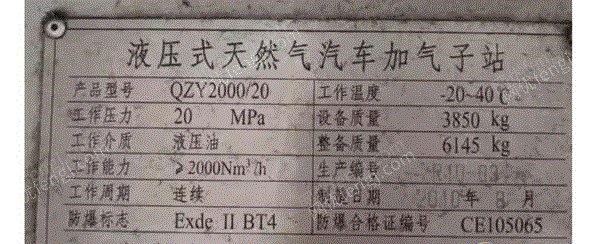 液压式天然气汽车加气子站
产品型号 QZY2000/20 工作温度 -20~40℃
工作压力 20 MPa 设备质量 3850 kg
工作介质 液压油 整备质量 6145 kg
工作能力 ≥2000Nm³/h 生产编号
工作周期 连续 制造日期 2010年8月
防爆标志 Exde II BT4 防爆合格证编号 CE105065